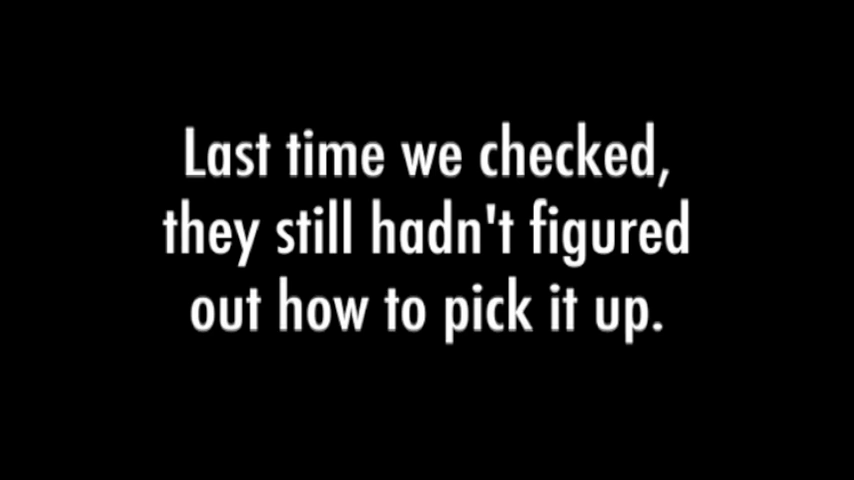 Last time we checked,
they still hadn't figured
out how to pick it up.